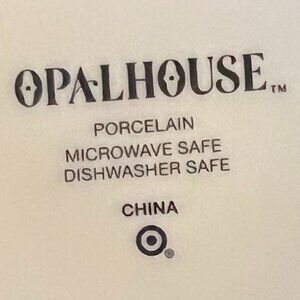 OPALHOUSE™
PORCELAIN
MICROWAVE SAFE
DISHWASHER SAFE
CHINA
®